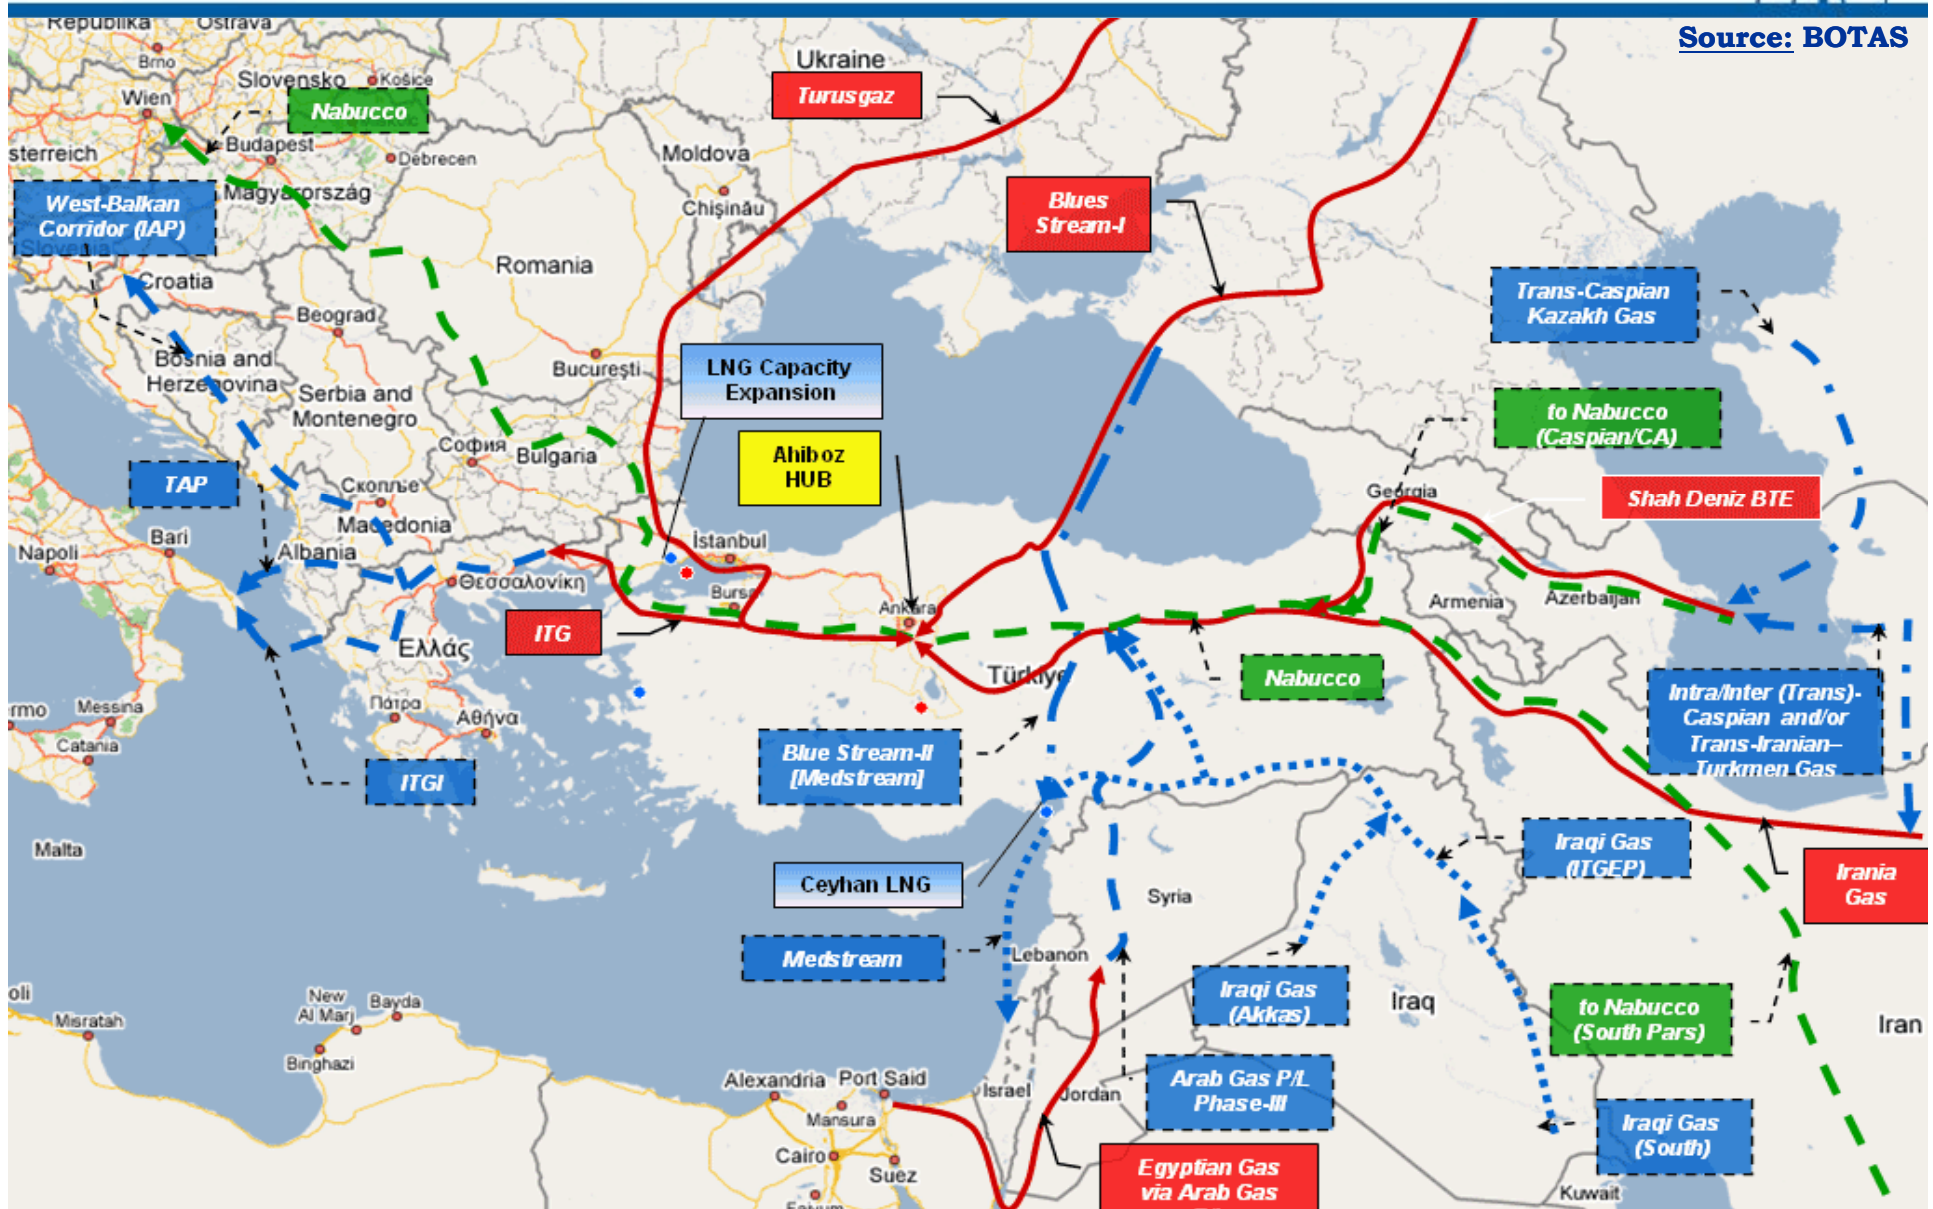 Source: BOTAS
Republika
Ostrava
Brno
Slovensko
Košice
Wien
Nabucco
Ukraine
Turusgaz
sterreich
Budapest
Debrecen
Moldova
Magyarország
Chişinău
West-Balkan
Corridor (IAP)
Slovenia
Blues
Stream-I
Croatia
Romania
Trans-Caspian
Kazakh Gas
Beograd
Bosnia and
Herzegovina
Bucureşti
LNG Capacity
Expansion
Serbia and
Montenegro
to Nabucco
(Caspian/CA)
София
Bulgaria
Ahiboz
HUB
TAP
Скопље
Georgia
Shah Deniz BTE
Macedonia
Napoli
Bari
Albania
İstanbul
Θεσσαλονίκη
Bursa
Ankara
Armenia
Azerbaijan
ITG
Ελλάς
Türkiye
Nabucco
Intra/Inter (Trans)-
Caspian and/or
Trans-Iranian–
Turkmen Gas
rmo
Messina
Πάτρα
Αθήνα
Catania
Blue Stream-II
[Medstream]
ITGI
Malta
Iraqi Gas
(ITGEP)
Irania
Gas
Ceyhan LNG
Syria
Medstream
Lebanon
Iraqi Gas
(Akkas)
Iraq
to Nabucco
(South Pars)
Iran
oli
Misratah
New
Al Marj
Bayda
Binghazi
Alexandria
Port Said
Israel
Jordan
Arab Gas P/L
Phase-III
Mansura
Iraqi Gas
(South)
Cairo
Suez
Egyptian Gas
via Arab Gas
Kuwait
Faiyum